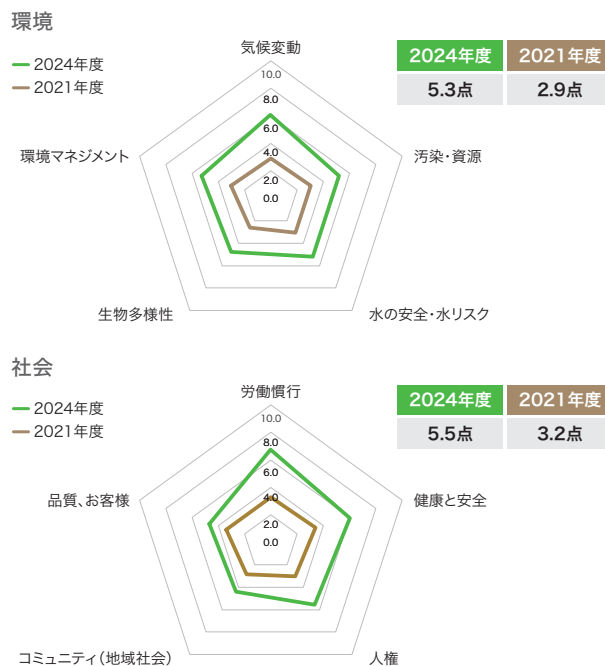 環境
2024年度
2021年度
気候変動
2024年度 2021年度
5.3点 2.9点
10.0
8.0
6.0
4.0
2.0
0.0
環境マネジメント
汚染・資源
生物多様性
水の安全・水リスク
社会
2024年度
2021年度
労働慣行
2024年度 2021年度
5.5点 3.2点
10.0
8.0
6.0
4.0
2.0
0.0
品質、お客様
健康と安全
コミュニティ（地域社会）
人権